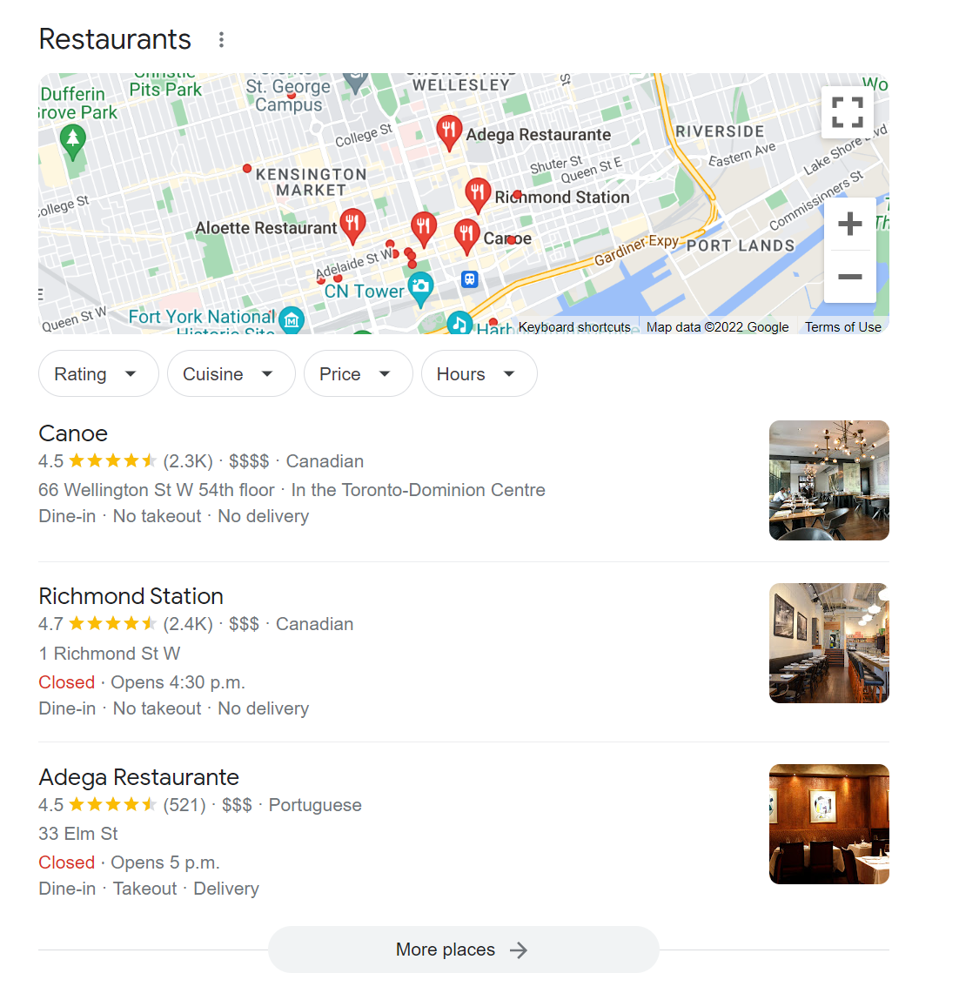 Restaurants
Dufferin
Grove Park
Christie
Pits Park
St. George
Campus
WELLESLEY
Wo
College St
Adega Restaurante
RIVERSIDE
Shuter St
Queen St E
Eastern Ave
Lake Shore Blvd
KENSINGTON
MARKET
Richmond Station
Commissioners St
College St
Aloette Restaurant
Canoe
Gardiner Expy
PORT LANDS
Th
Adelaide St W
CN Tower
Queen St W
Fort York National
Historic Site
Keyboard shortcuts
Map data ©2022 Google
Terms of Use
Rating
Cuisine
Price
Hours
Canoe
4.5 (2.3K) · $$$$ · Canadian
66 Wellington St W 54th floor · In the Toronto-Dominion Centre
Dine-in · No takeout · No delivery
Richmond Station
4.7 (2.4K) · $$$ · Canadian
1 Richmond St W
Closed · Opens 4:30 p.m.
Dine-in · No takeout · No delivery
Adega Restaurante
4.5 (521) · $$$ · Portuguese
33 Elm St
Closed · Opens 5 p.m.
Dine-in · Takeout · Delivery
More places